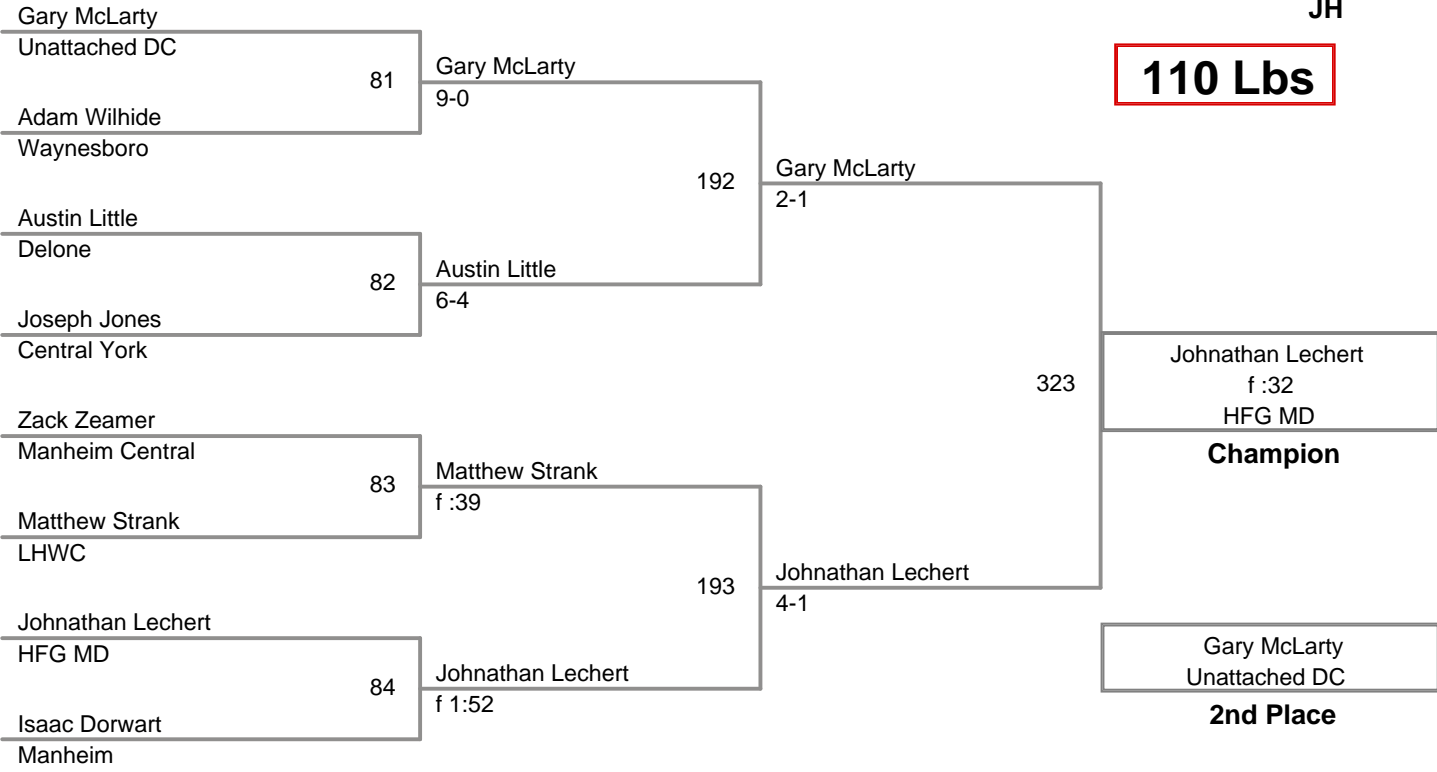 JH
110 Lbs
Gary McLarty
Unattached DC
81
Adam Wilhide
Waynesboro
Gary McLarty
9-0
Austin Little
Delone
82
Joseph Jones
Central York
Austin Little
6-4
192
Gary McLarty
2-1
Zack Zeamer
Manheim Central
83
Matthew Strank
LHWC
Matthew Strank
f :39
Johnathan Lechert
HFG MD
84
Isaac Dorwart
Manheim
Johnathan Lechert
f 1:52
193
Johnathan Lechert
4-1
323
Johnathan Lechert
f :32
HFG MD
Champion
Gary McLarty
Unattached DC
2nd Place